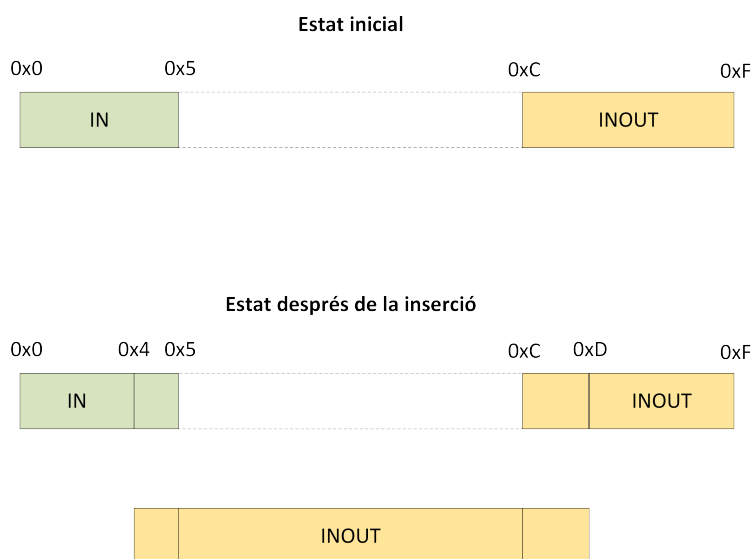 Estat inicial
0x0 0x5 0xC 0xF
IN INOUT
Estat després de la inserció
0x0 0x4 0x5 0xC 0xD 0xF
IN INOUT
INOUT